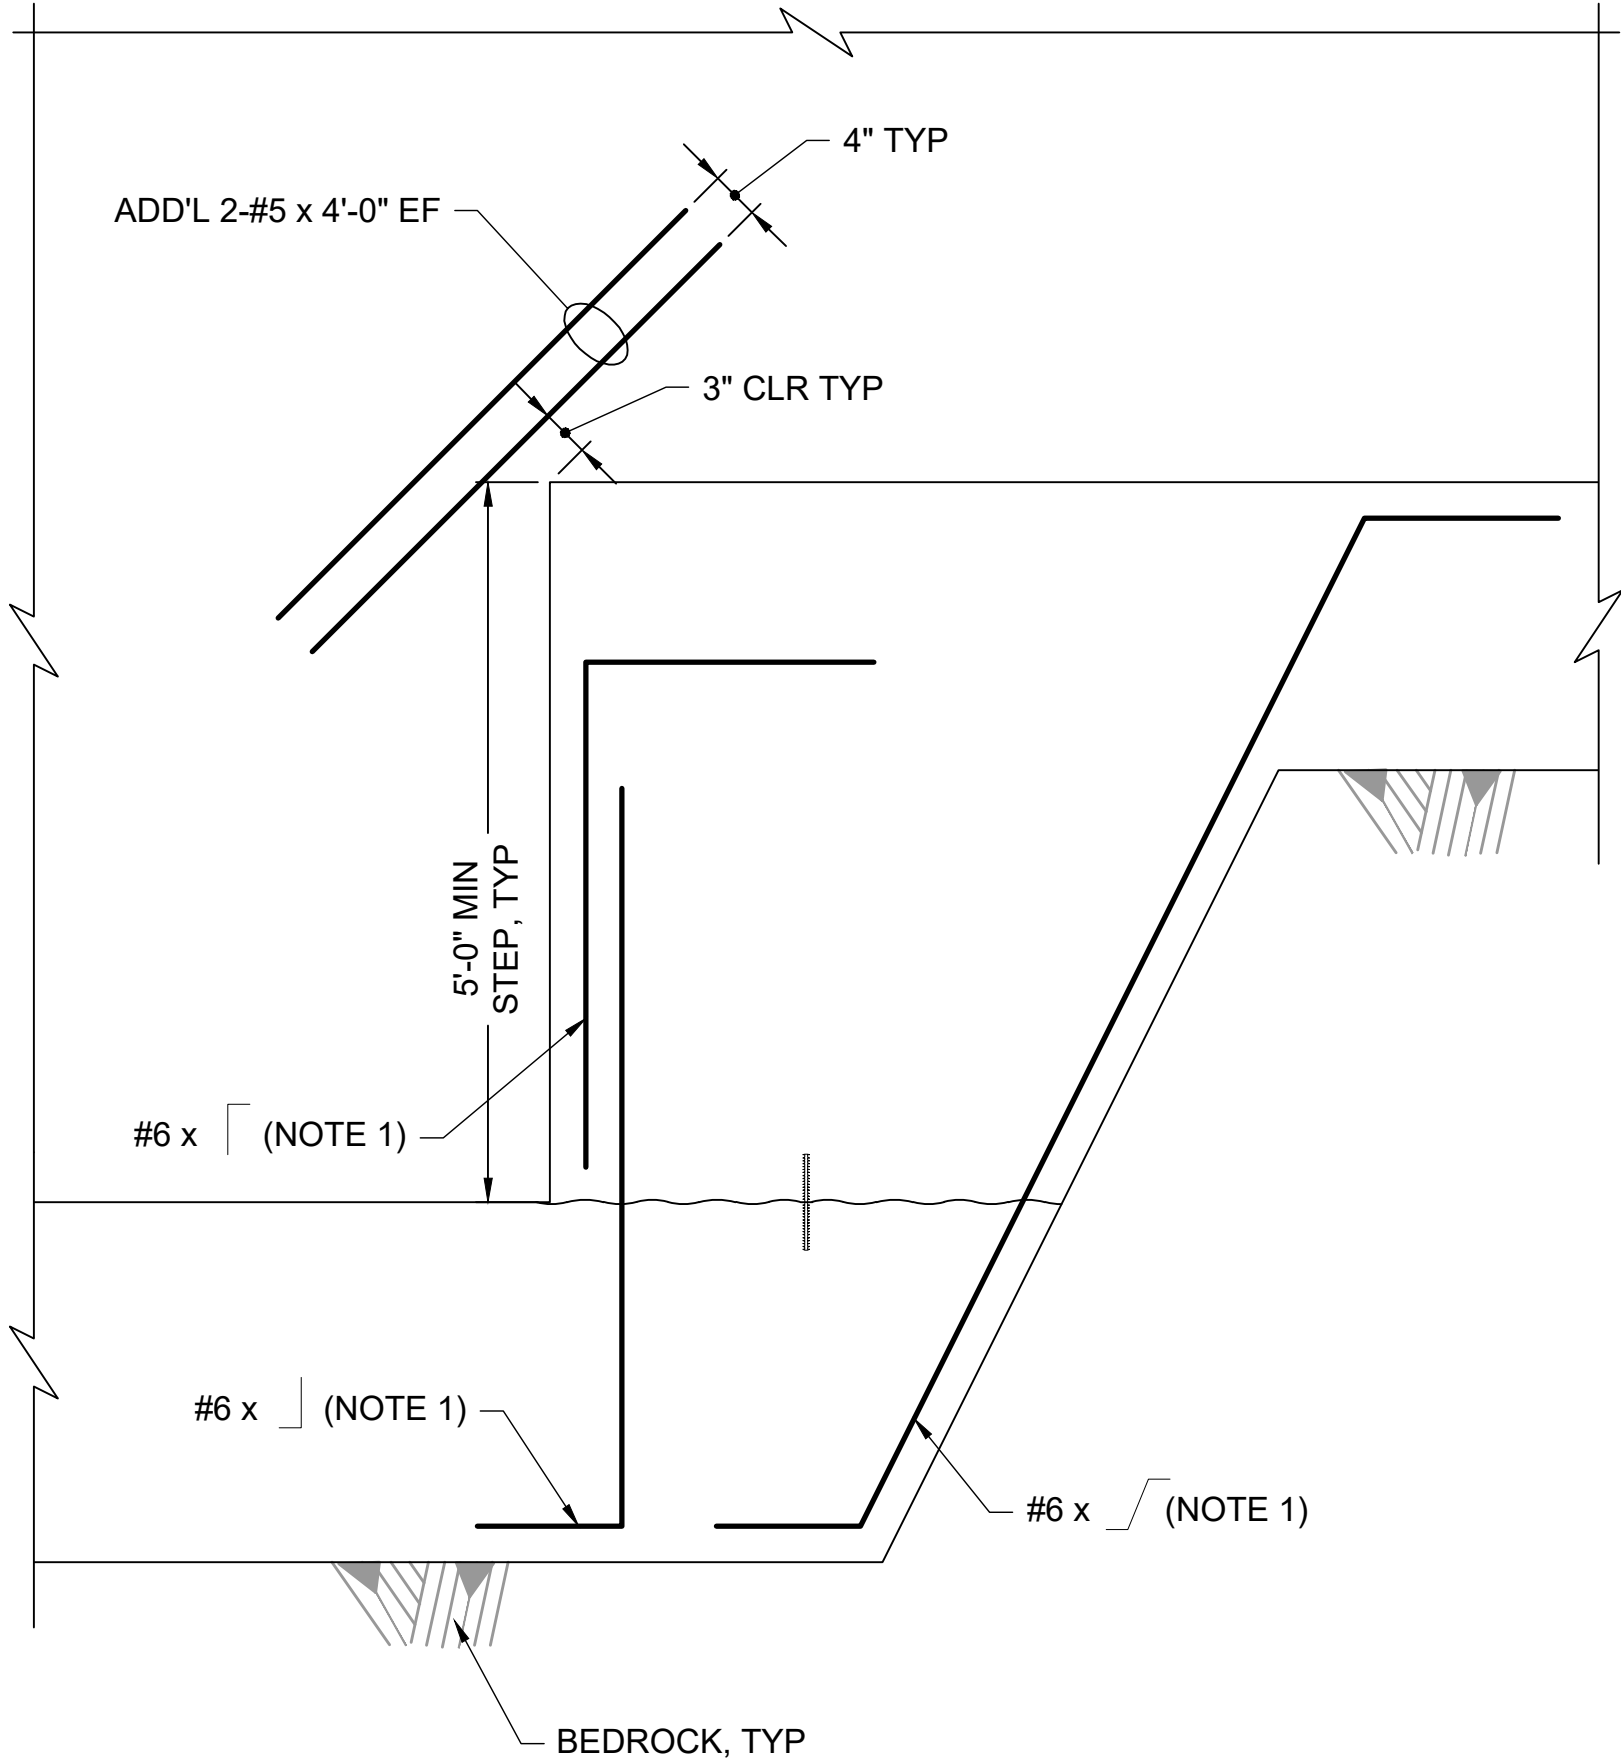 4" TYP
ADD'L 2-#5 x 4'-0" EF
3" CLR TYP
5'-0" MIN
STEP, TYP
#6 x (NOTE 1)
#6 x (NOTE 1)
#6 x (NOTE 1)
BEDROCK, TYP